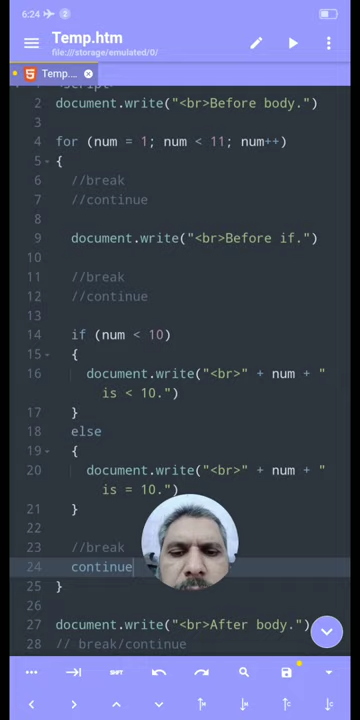 6:24 2
Temp.htm
file://storage/emulated/0/
Temp....
1 <script>
2 document.write("<br>Before body.")
3
4 for (num = 1; num < 11; num++)
5 {
6 //break
7 //continue
8
9 document.write("<br>Before if.")
10
11 //break
12 //continue
13
14 if (num < 10)
15 {
16 document.write("<br>" + num + "
is < 10.")
17 }
18 else
19 {
20 document.write("<br>" + num + "
is = 10.")
21 }
22
23 //break
24 continue
25 }
26
27 document.write("<br>After body.")
28 // break/continue
SHFT